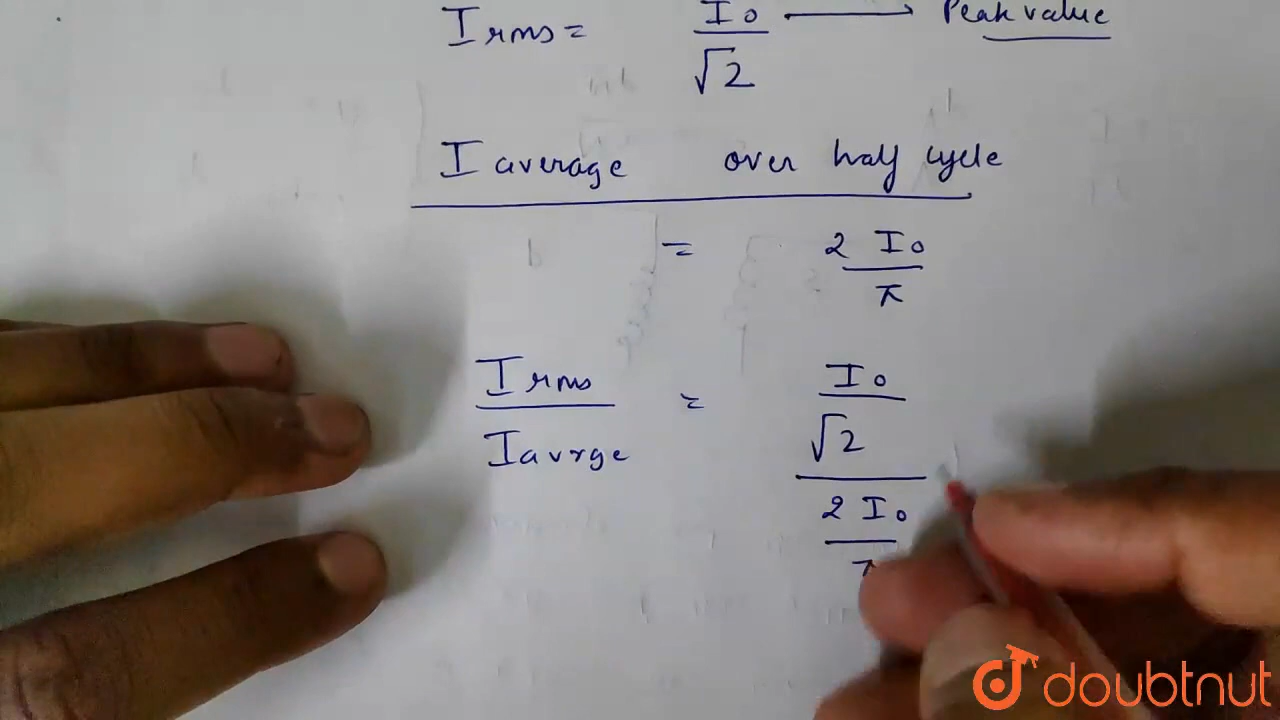 Irms = I0/√2 → Peak value
I average over half cycle
= 2 I0/π
Irms/Iavrge = I0/√2 / 2 I0/π
doubtnut